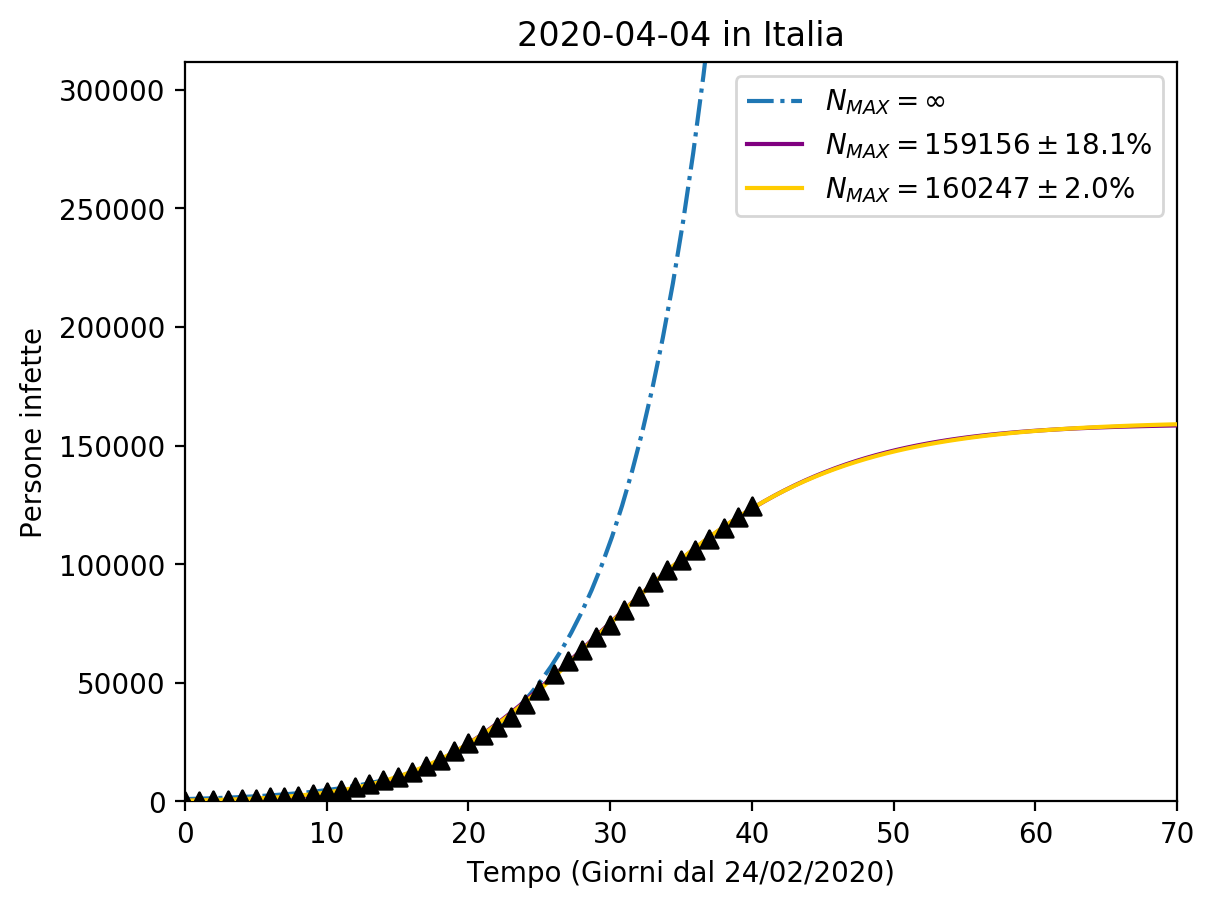 2020-04-04 in Italia
N_MAX = ∞
N_MAX = 159156 ± 18.1%
N_MAX = 160247 ± 2.0%
Persone infette
300000
250000
200000
150000
100000
50000
0
0 10 20 30 40 50 60 70
Tempo (Giorni dal 24/02/2020)